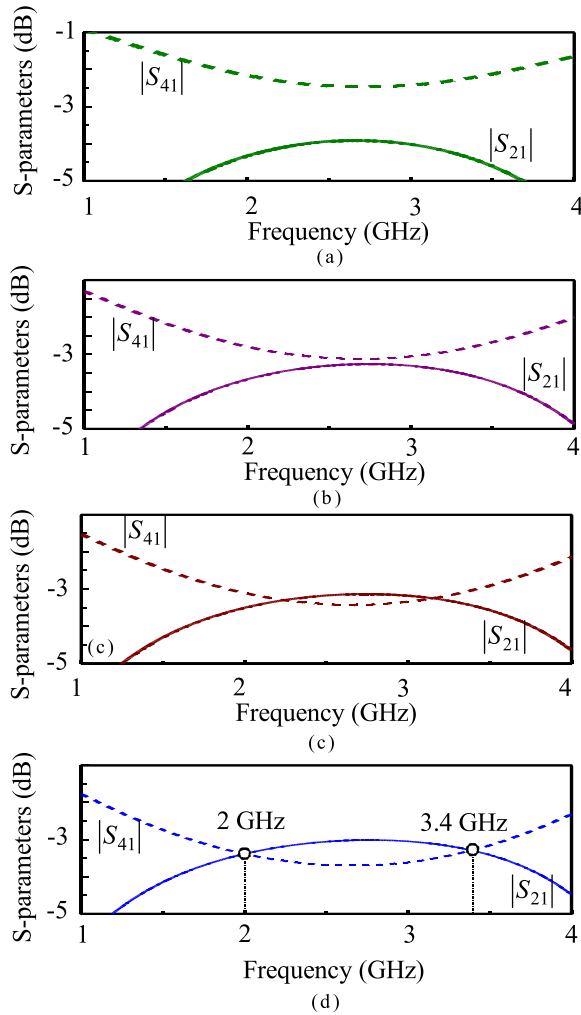 S-parameters (dB)
-1
-3
-5
|S41|
|S21|
1 2 3 4
Frequency (GHz)
(a)
S-parameters (dB)
-3
-5
|S41|
|S21|
1 2 3 4
Frequency (GHz)
(b)
S-parameters (dB)
-3
-5
|S41|
|S21|
(c)
1 2 3 4
Frequency (GHz)
(c)
S-parameters (dB)
-3
-5
|S41|
2 GHz
3.4 GHz
|S21|
1 2 3 4
Frequency (GHz)
(d)